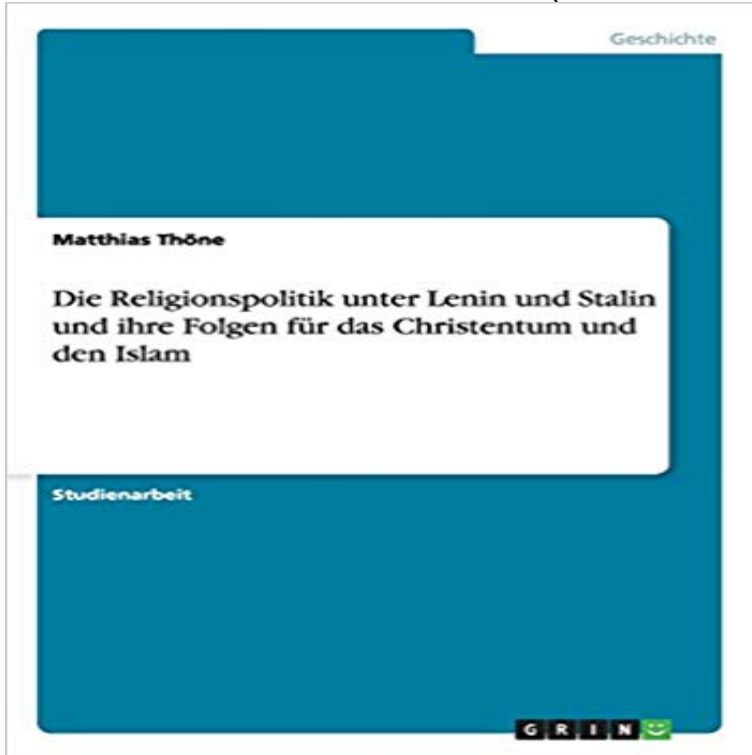 Geschichte
Matthias Thöne
Die Religionspolitik unter Lenin und Stalin
und ihre Folgen für das Christentum und
den Islam
Studienarbeit
GRIN